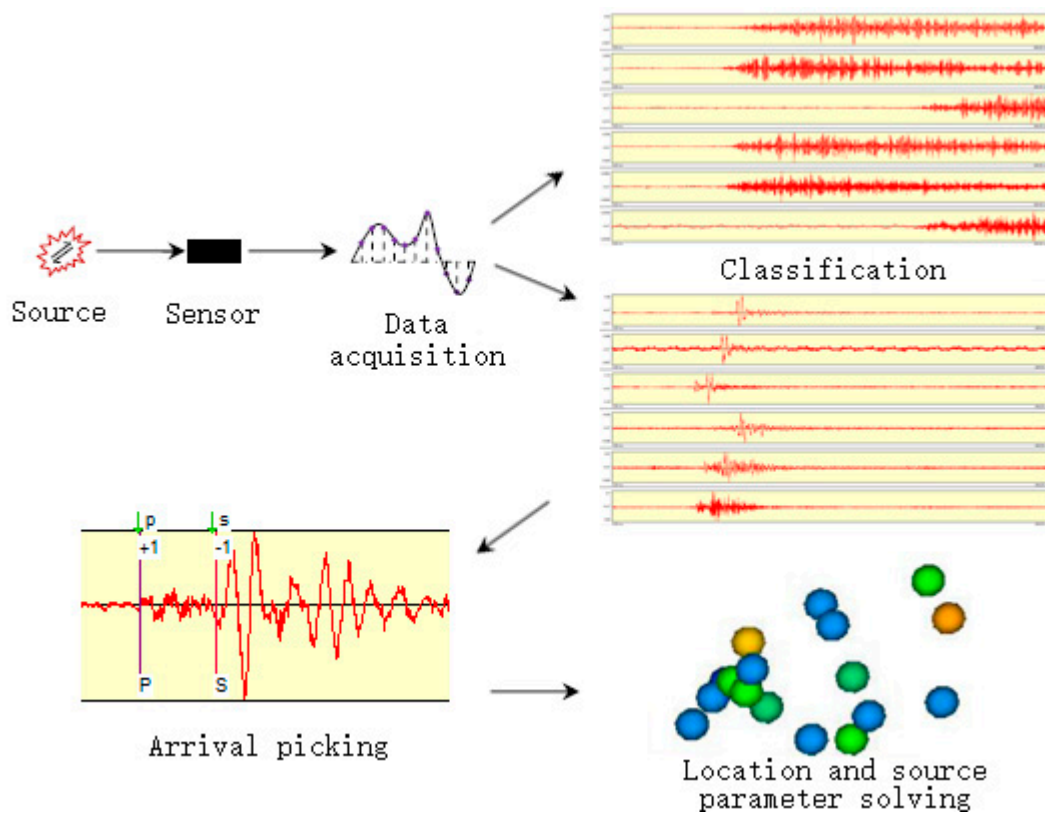 Classification
Source
Sensor
Data
acquisition
p
s
+1
-1
P
S
Arrival picking
Location and source
parameter solving